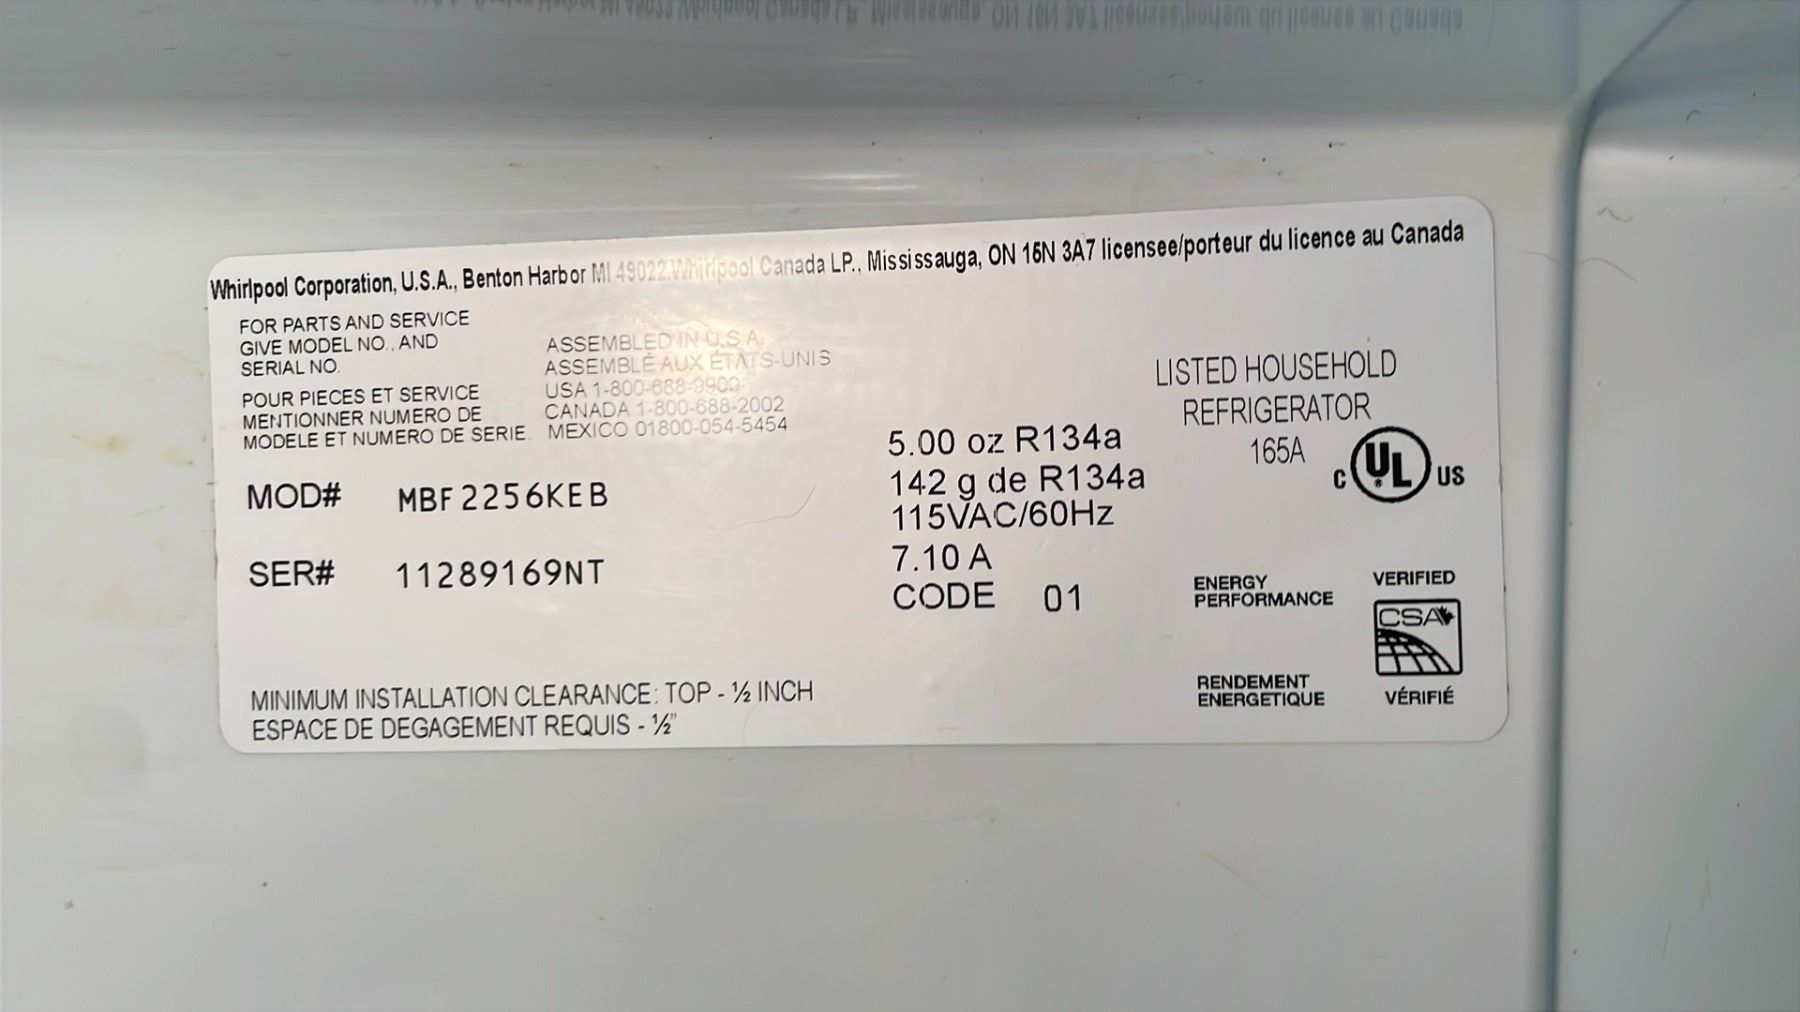 Whirlpool Corporation, U.S.A., Benton Harbor MI 49022 Whirlpool Canada LP., Mississauga, ON 16N 3A7 licensee/porteur du licence au Canada
FOR PARTS AND SERVICE
GIVE MODEL NO., AND
SERIAL NO.
POUR PIECES ET SERVICE
MENTIONNER NUMERO DE
MODELE ET NUMERO DE SERIE.
ASSEMBLED IN U.S.A.
ASSEMBLÉ AUX ÉTATS-UNIS
USA 1-800-688-9900
CANADA 1-800-688-2002
MEXICO 01800-054-5454
MOD# MBF2256KEB
SER# 11289169NT
5.00 oz R134a
142 g de R134a
115VAC/60Hz
7.10 A
CODE 01
LISTED HOUSEHOLD
REFRIGERATOR
165A
C UL ® US
ENERGY
PERFORMANCE
RENDEMENT
ENERGETIQUE
VERIFIED
CSA
VÉRIFIÉ
MINIMUM INSTALLATION CLEARANCE: TOP - ½ INCH
ESPACE DE DEGAGEMENT REQUIS - ½"